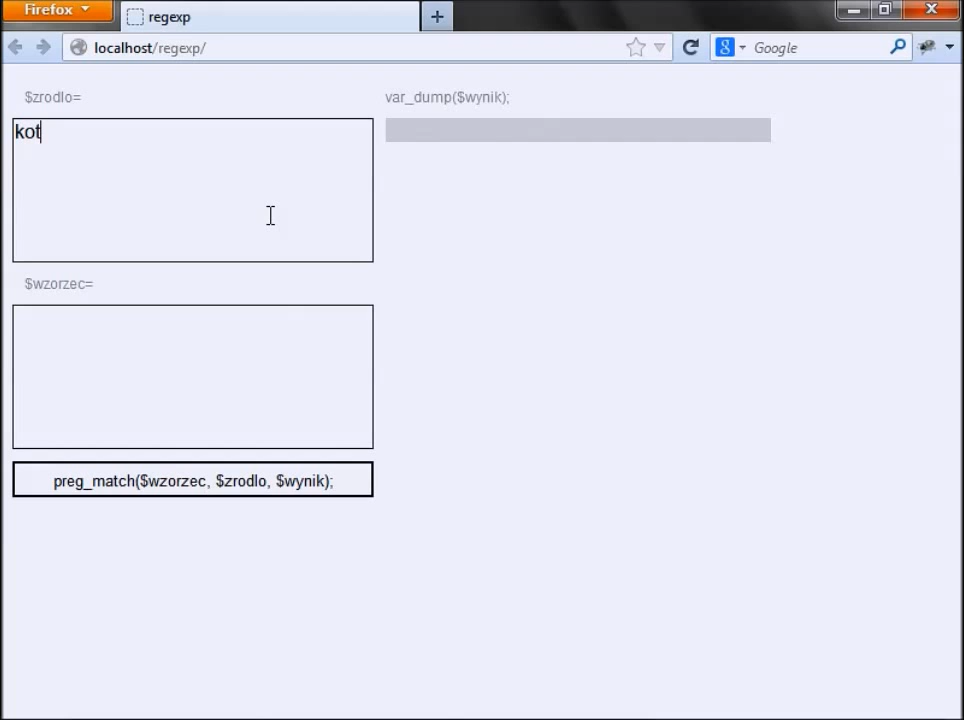 Firefox
regexp
localhost/regexp/
Google
$zrodlo=
var_dump($wynik);
kot
$wzorzec=
preg_match($wzorzec, $zrodlo, $wynik);